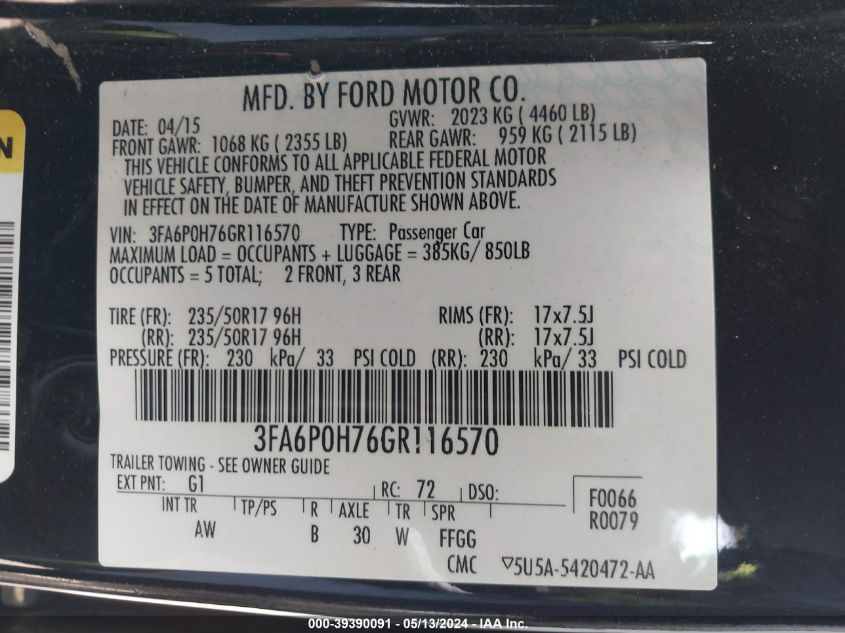 MFD. BY FORD MOTOR CO.
DATE: 04/15 GVWR: 2023 KG ( 4460 LB)
FRONT GAWR: 1068 KG ( 2355 LB) REAR GAWR: 959 KG ( 2115 LB)
THIS VEHICLE CONFORMS TO ALL APPLICABLE FEDERAL MOTOR
VEHICLE SAFETY, BUMPER, AND THEFT PREVENTION STANDARDS
IN EFFECT ON THE DATE OF MANUFACTURE SHOWN ABOVE.
VIN: 3FA6P0H76GR116570 TYPE: Passenger Car
MAXIMUM LOAD = OCCUPANTS + LUGGAGE = 385KG/ 850LB
OCCUPANTS = 5 TOTAL; 2 FRONT, 3 REAR
TIRE (FR): 235/50R17 96H RIMS (FR): 17x7.5J
(RR): 235/50R17 96H (RR): 17x7.5J
PRESSURE (FR): 230 kPa/ 33 PSI COLD (RR): 230 kPa/ 33 PSI COLD
3FA6P0H76GR116570
TRAILER TOWING - SEE OWNER GUIDE
EXT PNT: G1 RC: 72 DSO:
INT TR TP/PS R AXLE TR SPR
AW B 30 W FFGG
F0066
R0079
CMC 5U5A-5420472-AA
N
000-39390091 - 05/13/2024 - IAA Inc.